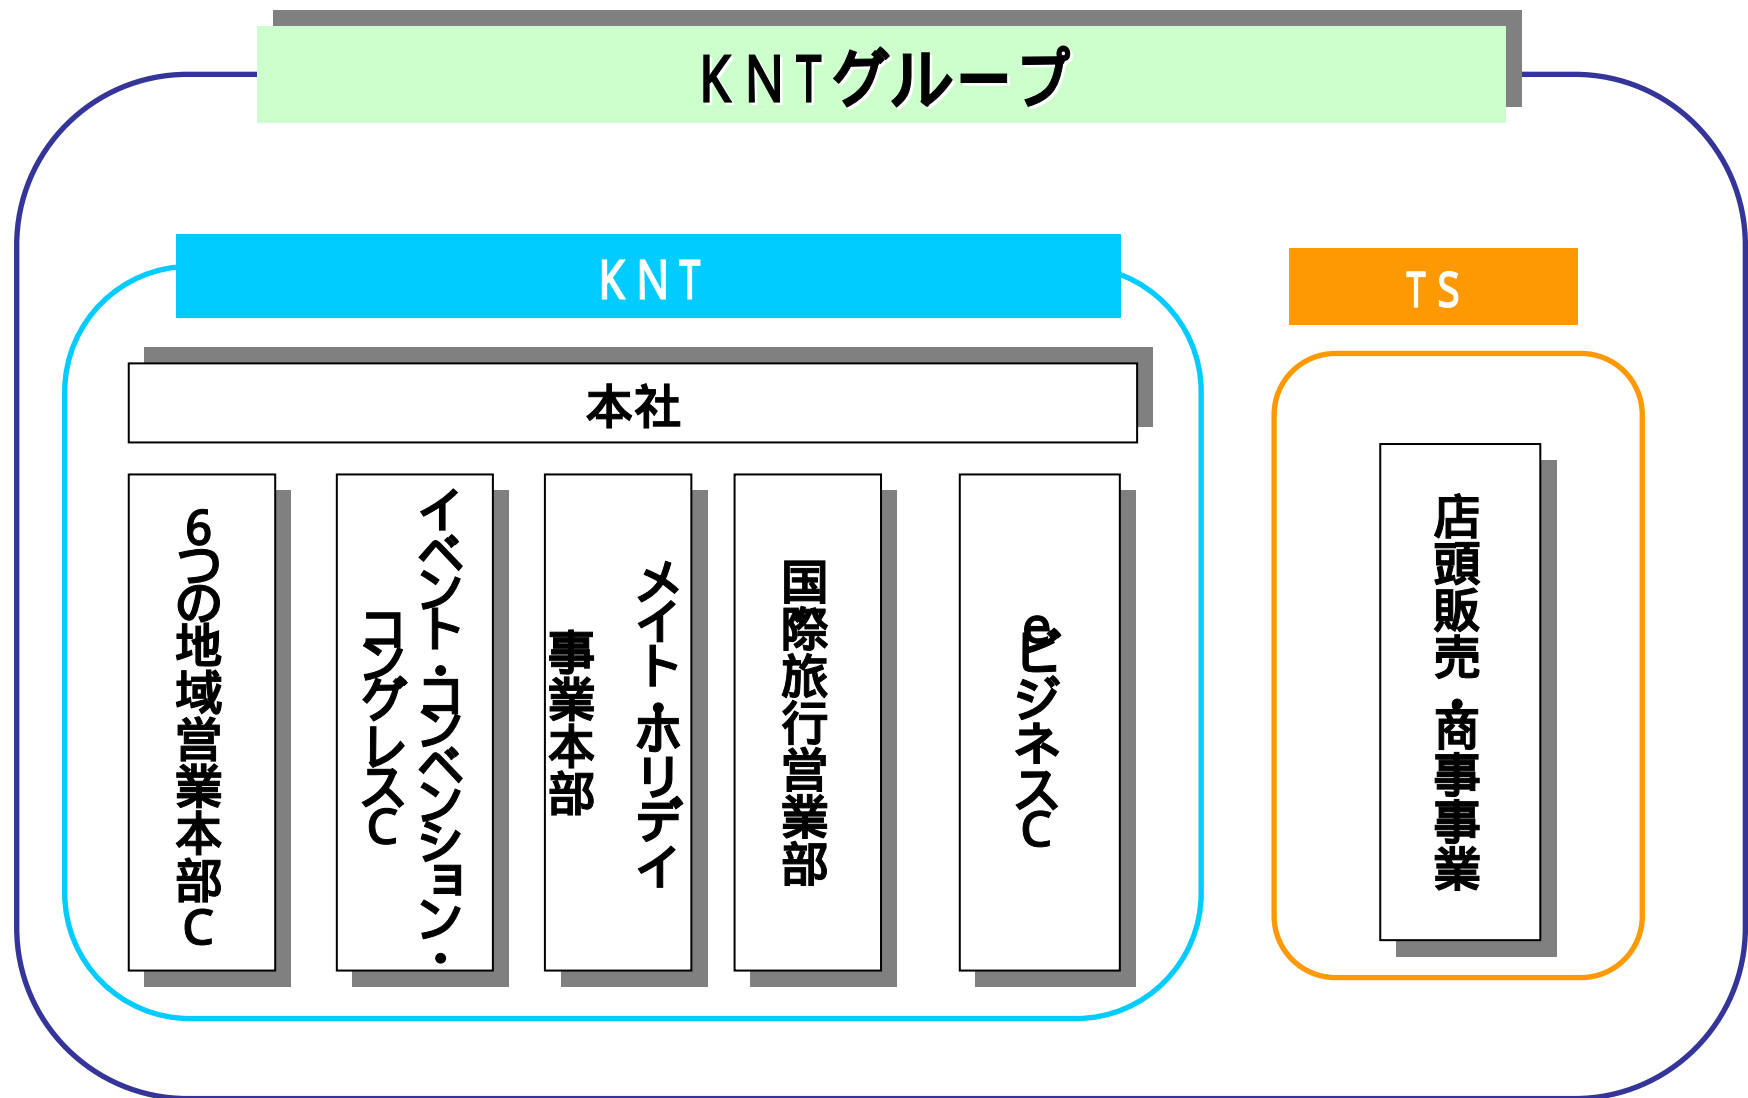 KNTグループ
KNT
TS
本社
6つの地域営業本部C
イベント・コンベンション・
コングレスC
メイト・ホリデイ
事業本部
国際旅行営業部
eビジネスC
店頭販売・商事事業